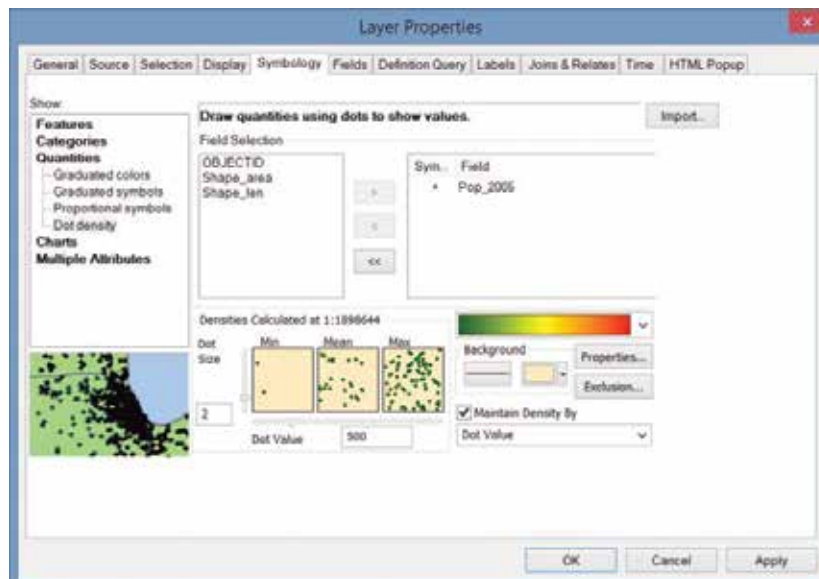 Layer Properties
General Source Selection Display Symbology Fields Definition Query Labels Joins & Relates Time HTML Popup
Show:
Features
Categories
Quantities
Graduated colors
Graduated symbols
Proportional symbols
Dot density
Charts
Multiple Attributes
Draw quantities using dots to show values.
Import...
Field Selection
OBJECTID
Shape_area
Shape_len
>
<
<<
Sym.. Field
Pop_2005
Densities Calculated at 1:1898644
Dot Size
Min Mean Max
2
Dot Value 500
Background
Properties...
Exclusion...
Maintain Density By
Dot Value
OK Cancel Apply